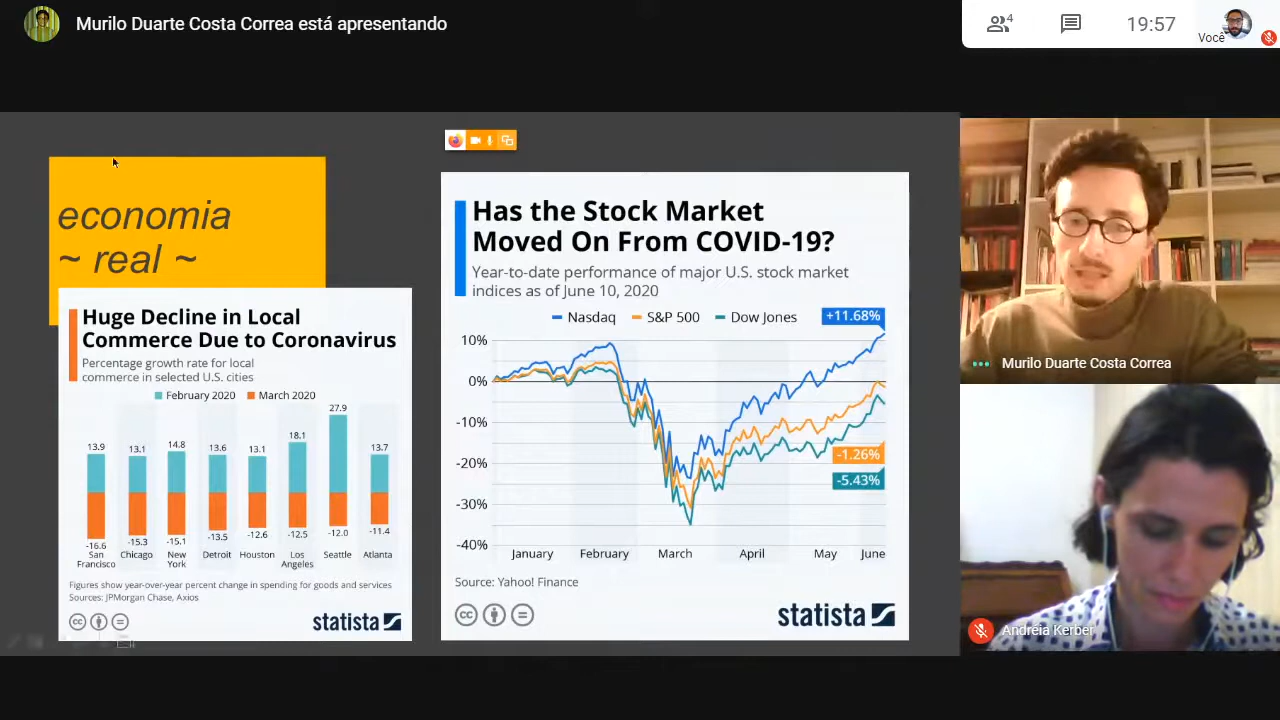 Murilo Duarte Costa Correa está apresentando
4
19:57
Você
economia
~ real ~
Huge Decline in Local
Commerce Due to Coronavirus
Percentage growth rate for local
commerce in selected U.S. cities
February 2020 March 2020
13.9 13.1 14.8 13.6 13.1 18.1 27.9 13.7
-16.6 -15.3 -15.1 -13.5 -12.6 -12.5 -12.0 -11.4
San Francisco Chicago New York Detroit Houston Los Angeles Seattle Atlanta
Figures show year-over-year percent change in spending for goods and services
Sources: JPMorgan Chase, Axios
cc
statista
Has the Stock Market
Moved On From COVID-19?
Year-to-date performance of major U.S. stock market
indices as of June 10, 2020
Nasdaq S&P 500 Dow Jones
+11.68%
10%
0%
-10%
-20%
-30%
-40%
-1.26%
-5.43%
January February March April May June
Source: Yahoo! Finance
cc
statista
Murilo Duarte Costa Correa
Andréia Kerber